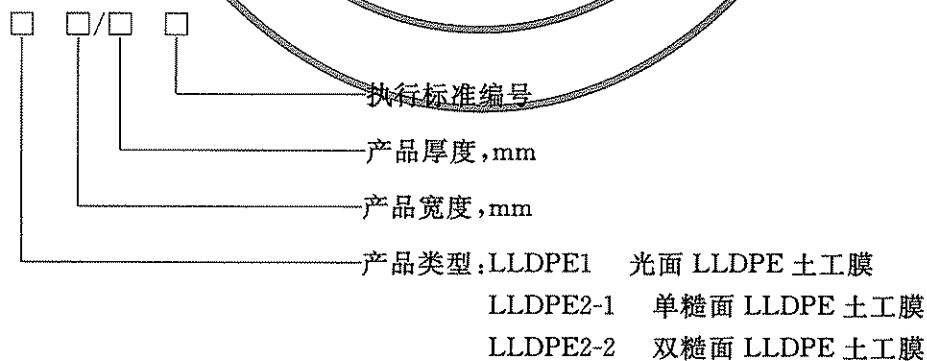 □ □/□ □
执行标准编号
产品厚度,mm
产品宽度,mm
产品类型:LLDPE1 光面 LLDPE 土工膜
LLDPE2-1 单糙面 LLDPE 土工膜
LLDPE2-2 双糙面 LLDPE 土工膜